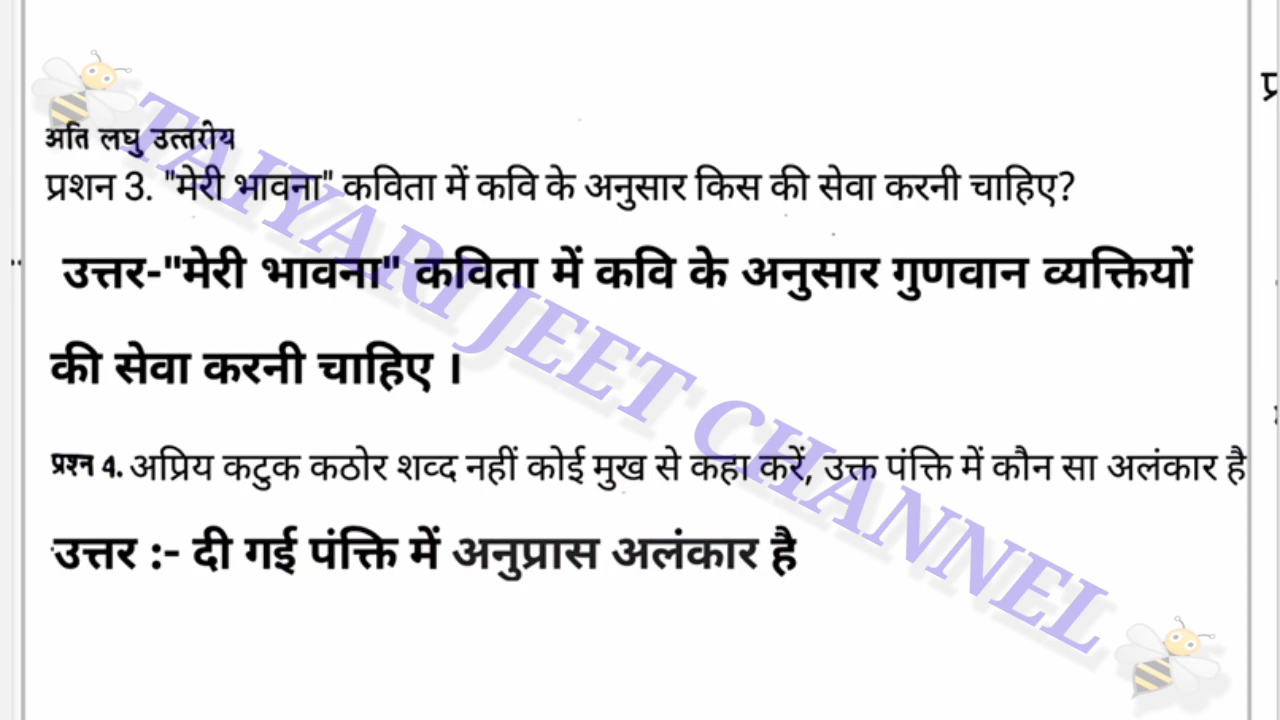 अति लघु उत्तरीय
प्रशन 3. "मेरी भावना" कविता में कवि के अनुसार किस की सेवा करनी चाहिए?
उत्तर-"मेरी भावना" कविता में कवि के अनुसार गुणवान व्यक्तियों
की सेवा करनी चाहिए ।
प्रश्न 4. अप्रिय कटुक कठोर शव्द नहीं कोई मुख से कहा करें, उक्त पंक्ति में कौन सा अलंकार है
उत्तर :- दी गई पंक्ति में अनुप्रास अलंकार है
TAIYARI JEET CHANNEL